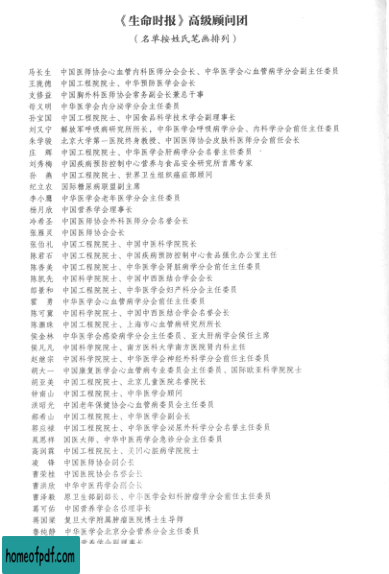 《生命时报》高级顾问团
（名单按姓氏笔画排列）
马长生 中国医师协会心血管内科医师分会会长、中华医学会心血管病学分会副主任委员
王陇德 中国工程院院士、中华预防医学会会长
支修益 中国胸外科医师协会常务副会长兼总干事
母义明 中华医学会内分泌学分会主任委员
孙宝国 中国工程院院士、中国食品科学技术学会副理事长
刘又宁 解放军呼吸病研究所所长，中华医学会呼吸病学分会、内科学分会前任主任委员
朱学骏 北京大学第一医院终身教授、中国医师协会皮肤科医师分会前任会长
庄辉 中国工程院院士、中华医学会肝病学分会名誉主任委员
刘秀梅 中国疾病预防控制中心营养与食品安全研究所首席专家
孙燕 中国工程院院士、世界卫生组织癌症部顾问
纪立农 国际糖尿病联盟副主席
李小鹰 中华医学会老年医学分会主任委员
杨月欣 中国营养学会理事长
冷希圣 中国医师协会外科医师分会名誉会长
张雁灵 中国医师协会会长
张伯礼 中国工程院院士、中国中医科学院院长
陈君石 中国工程院院士、中国疾病预防控制中心食品强化办公室主任
陈香美 中国工程院院士、中华医学会肾脏病学分会前任主任委员
陈凯先 中国科学院院士、中国中西医结合学会会长
郎景和 中国工程院院士、中华医学会妇产科分会主任委员
霍勇 中华医学会心血管病学分会前任主任委员
陈可冀 中国科学院院士、中国中西医结合学会名誉会长
陈灏珠 中国工程院院士、上海市心血管病研究所所长
侯金林 中华医学会感染病学分会主任委员、亚太肝病学会候任主席
侯凡凡 中国科学院院士、南方医科大学南方医院肾内科主任
赵继宗 中国科学院院士、中华医学会神经外科学分会前任主任委员
胡大一 中国康复医学会心血管病专业委员会主任委员、国际欧亚科学院院士
胡亚美 中国工程院院士、北京儿童医院名誉院长
钟南山 中国工程院院士、中华医学会顾问
洪昭光 中国老年保健协会心血管病委员会主任委员
郝希山 中国工程院院士、中华医学会副会长
郭应禄 中国工程院院士、中华医学会泌尿外科学分会名誉主任委员
晁恩祥 国医大师、中华中医药学会急诊分会主任委员
高润霖 中国工程院院士、美国心脏病学院院士
凌锋 中国医师协会副会长
曹荣桂 中国医院协会名誉会长
曹洪欣 中华中医药学会副会长
曹泽毅 原卫生部副部长、中华医学会妇科肿瘤学分会前任主任委员
葛可佑 中国营养学会名誉理事长
蒋国梁 复旦大学附属肿瘤医院博士生导师
鲁纯静 中华医学会北京分会营养分会主任委员
homeofpdf.com